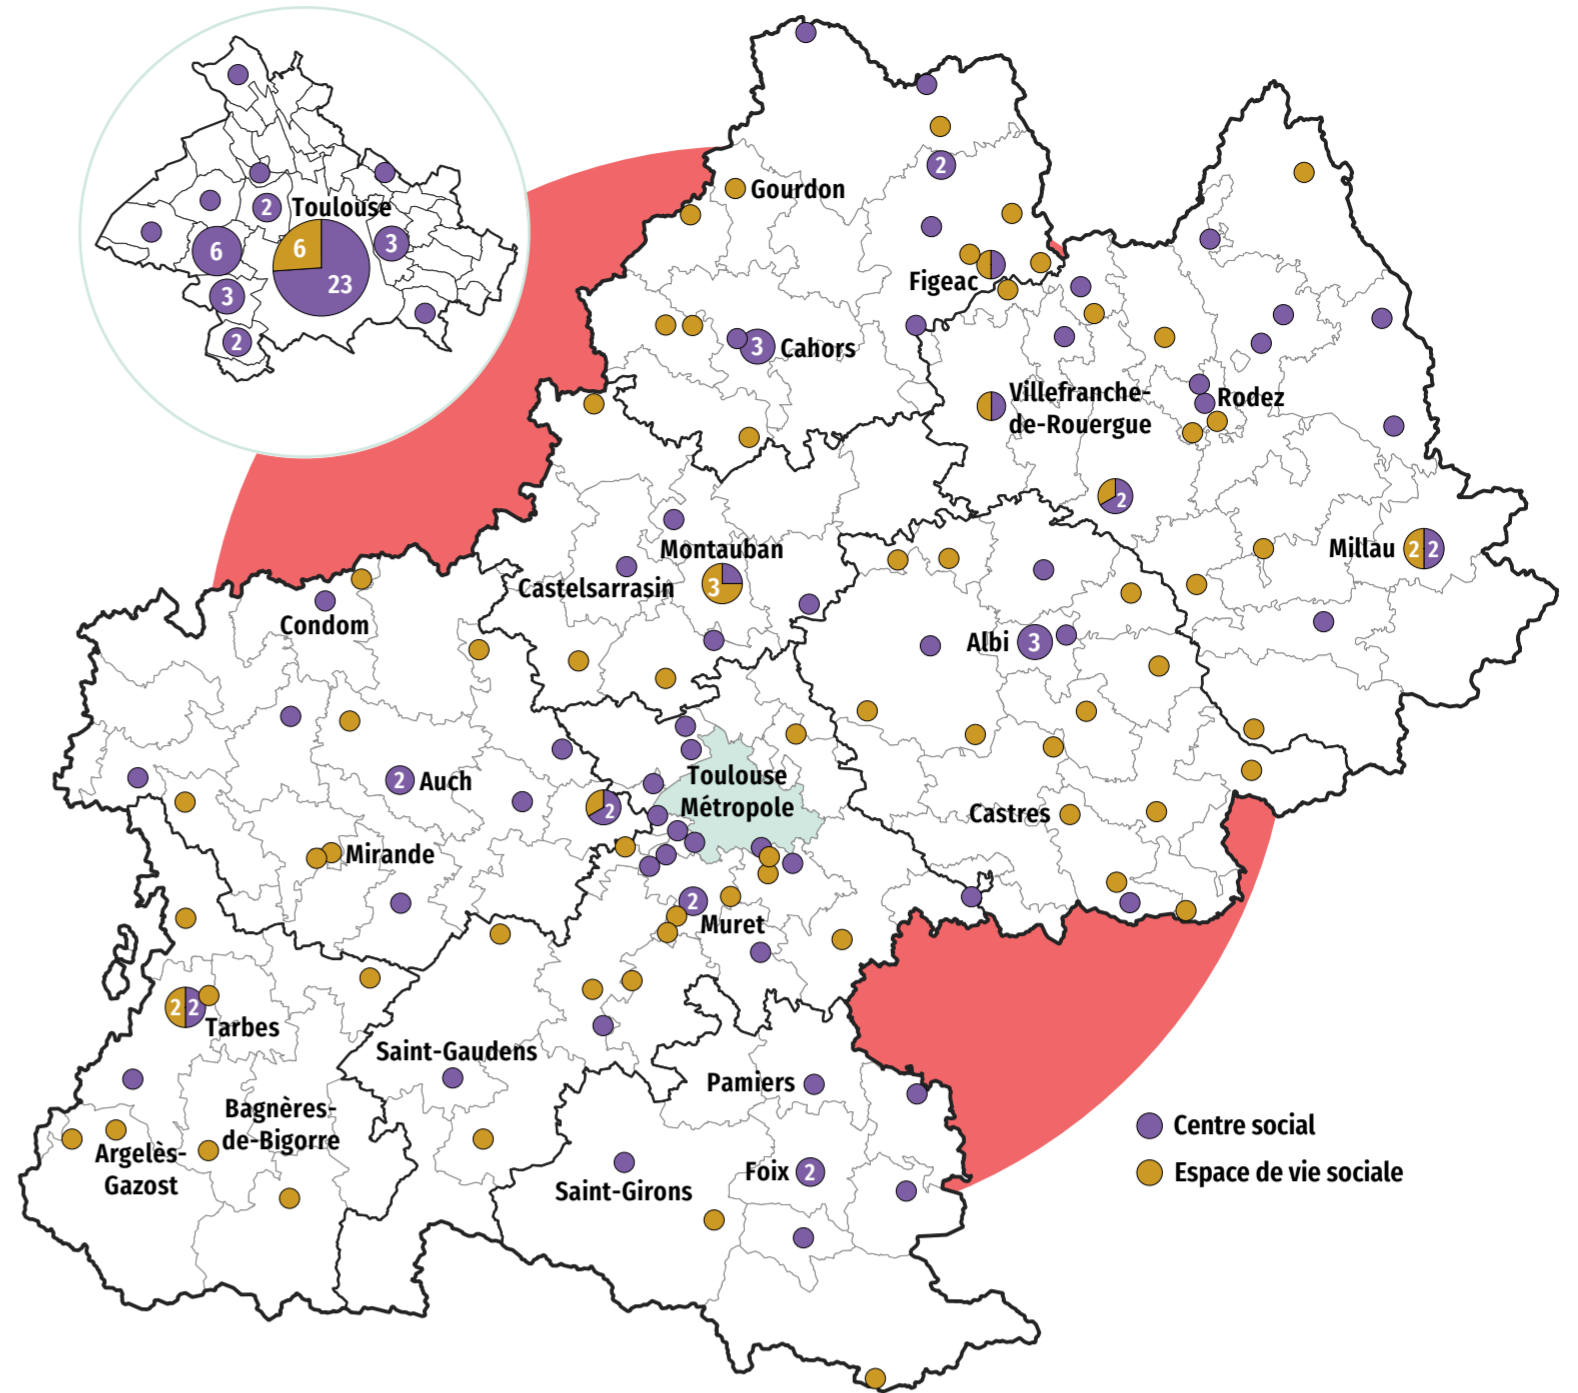 2
Toulouse
6
6
3
23
3
2
Gourdon
2
Figeac
3
Cahors
Villefranche-
de-Rouergue
Rodez
2
Millau
2
2
Montauban
3
Castelsarrasin
Condom
Albi
3
Toulouse
Métropole
2
Auch
2
Castres
Mirande
2
Muret
2
2
Tarbes
Saint-Gaudens
Pamiers
Bagnères-
de-Bigorre
Argelès-
Gazost
Saint-Girons
Foix
2
Centre social
Espace de vie sociale